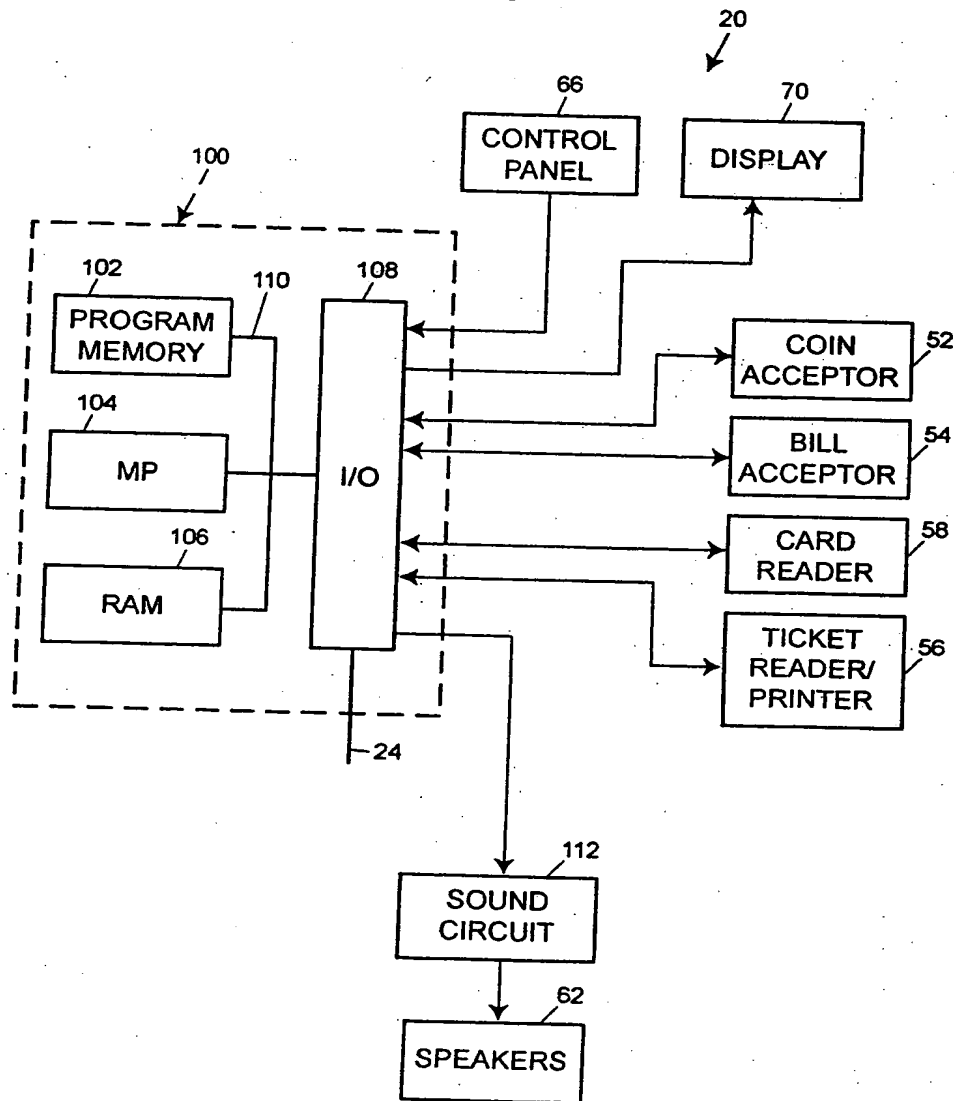 20
66
70
CONTROL
PANEL
DISPLAY
100
102
110
108
PROGRAM
MEMORY
COIN
ACCEPTOR
52
104
MP
I/O
BILL
ACCEPTOR
54
106
RAM
CARD
READER
58
TICKET
READER/
PRINTER
56
24
112
SOUND
CIRCUIT
62
SPEAKERS